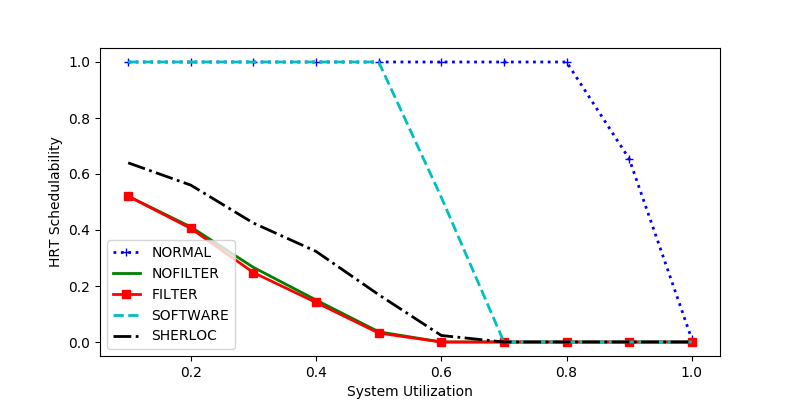 HRT Schedulability
1.0
0.8
0.6
0.4
0.2
0.0
NORMAL
NOFILTER
FILTER
SOFTWARE
SHERLOC
0.2 0.4 0.6 0.8 1.0
System Utilization